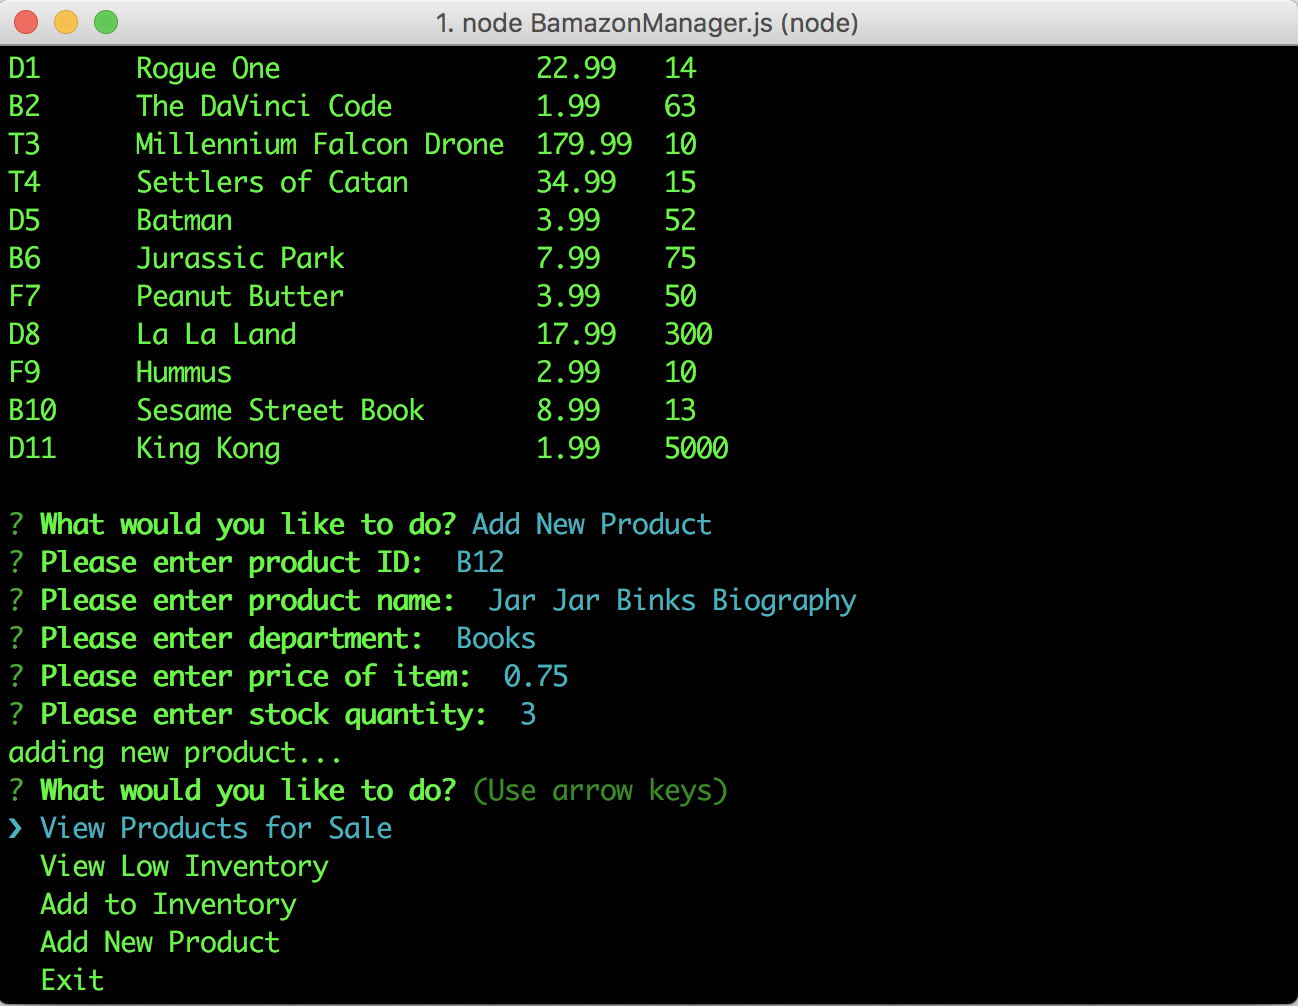 1. node BamazonManager.js (node)
D1 Rogue One 22.99 14
B2 The DaVinci Code 1.99 63
T3 Millennium Falcon Drone 179.99 10
T4 Settlers of Catan 34.99 15
D5 Batman 3.99 52
B6 Jurassic Park 7.99 75
F7 Peanut Butter 3.99 50
D8 La La Land 17.99 300
F9 Hummus 2.99 10
B10 Sesame Street Book 8.99 13
D11 King Kong 1.99 5000
? What would you like to do? Add New Product
? Please enter product ID: B12
? Please enter product name: Jar Jar Binks Biography
? Please enter department: Books
? Please enter price of item: 0.75
? Please enter stock quantity: 3
adding new product...
? What would you like to do? (Use arrow keys)
❯ View Products for Sale
View Low Inventory
Add to Inventory
Add New Product
Exit